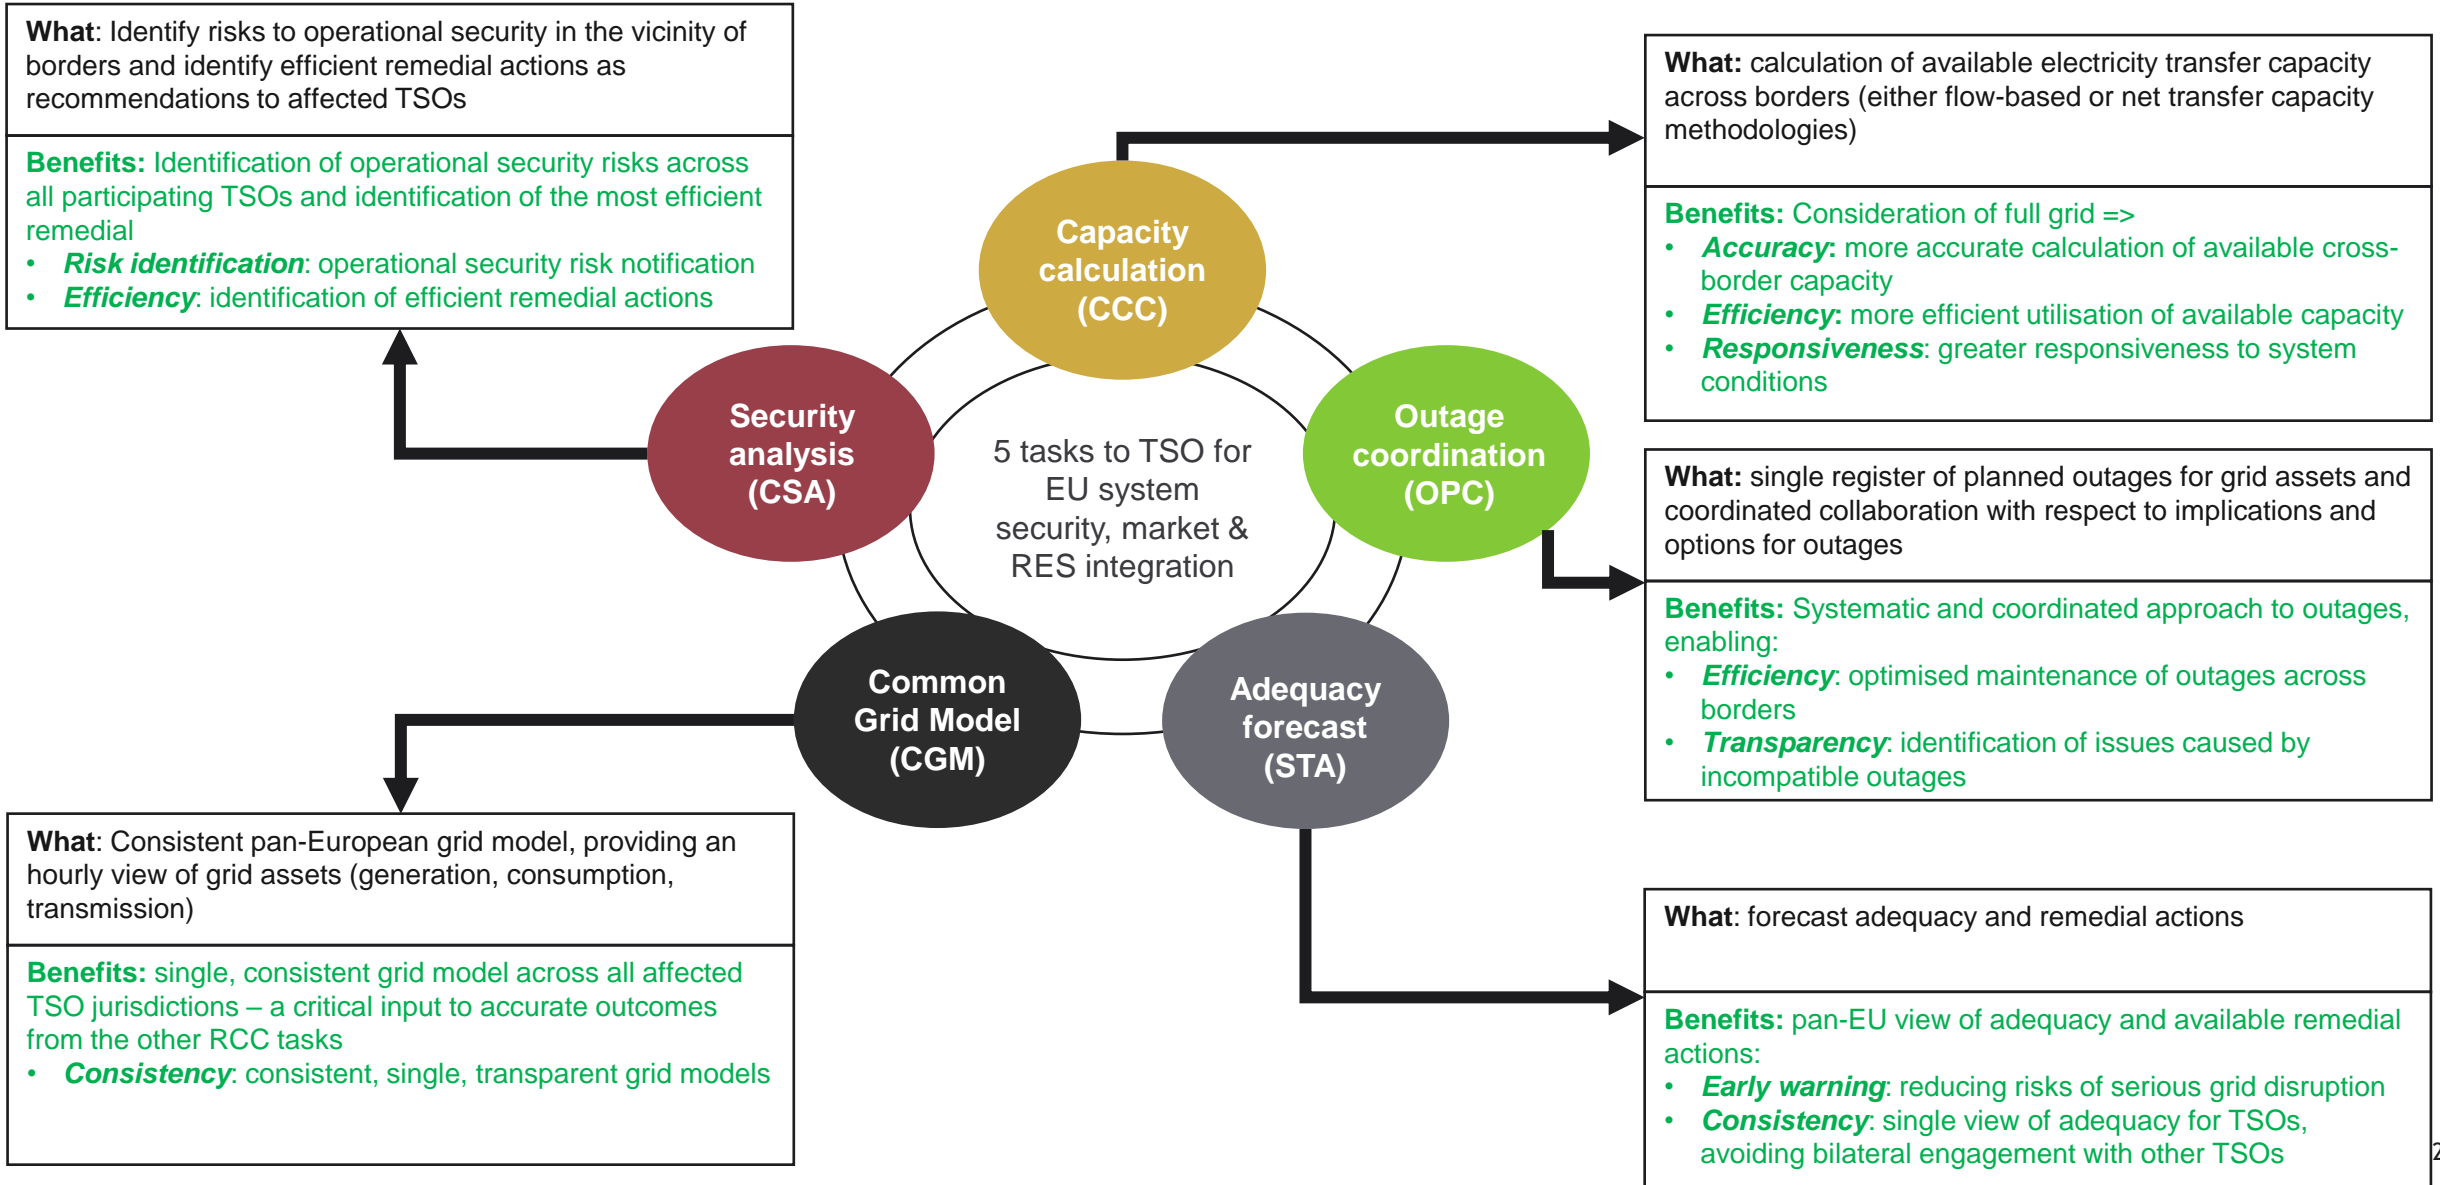 What: Identify risks to operational security in the vicinity of
borders and identify efficient remedial actions as
recommendations to affected TSOs
Benefits: Identification of operational security risks across
all participating TSOs and identification of the most efficient
remedial
• Risk identification: operational security risk notification
• Efficiency: identification of efficient remedial actions
What: calculation of available electricity transfer capacity
across borders (either flow-based or net transfer capacity
methodologies)
Benefits: Consideration of full grid =>
• Accuracy: more accurate calculation of available cross-
border capacity
• Efficiency: more efficient utilisation of available capacity
• Responsiveness: greater responsiveness to system
conditions
Capacity
calculation
(CCC)
Security
analysis
(CSA)
5 tasks to TSO for
EU system
security, market &
RES integration
Outage
coordination
(OPC)
What: single register of planned outages for grid assets and
coordinated collaboration with respect to implications and
options for outages
Benefits: Systematic and coordinated approach to outages,
enabling:
• Efficiency: optimised maintenance of outages across
borders
• Transparency: identification of issues caused by
incompatible outages
Common
Grid Model
(CGM)
Adequacy
forecast
(STA)
What: Consistent pan-European grid model, providing an
hourly view of grid assets (generation, consumption,
transmission)
Benefits: single, consistent grid model across all affected
TSO jurisdictions – a critical input to accurate outcomes
from the other RCC tasks
• Consistency: consistent, single, transparent grid models
What: forecast adequacy and remedial actions
Benefits: pan-EU view of adequacy and available remedial
actions:
• Early warning: reducing risks of serious grid disruption
• Consistency: single view of adequacy for TSOs,
avoiding bilateral engagement with other TSOs
2